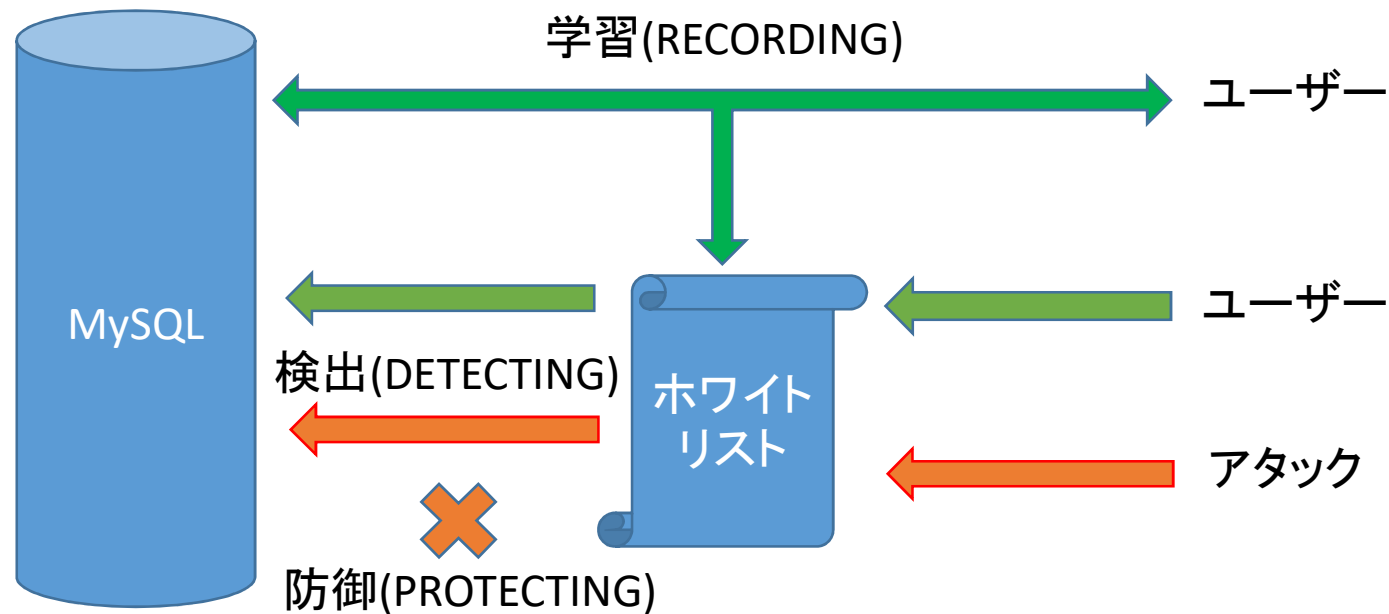 学習(RECORDING)
ユーザー
MySQL
ユーザー
検出(DETECTING)
ホワイト
リスト
アタック
防御(PROTECTING)